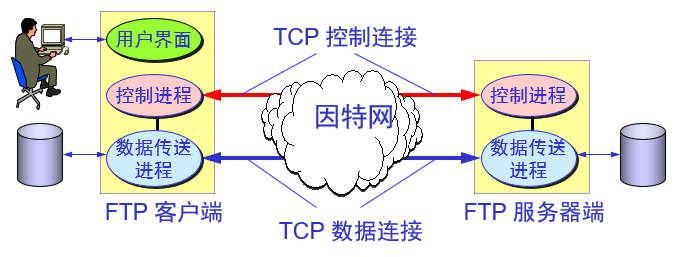 TCP 控制连接
用户界面
控制进程
因特网
控制进程
数据传送
进程
数据传送
进程
FTP 客户端
FTP 服务器端
TCP 数据连接